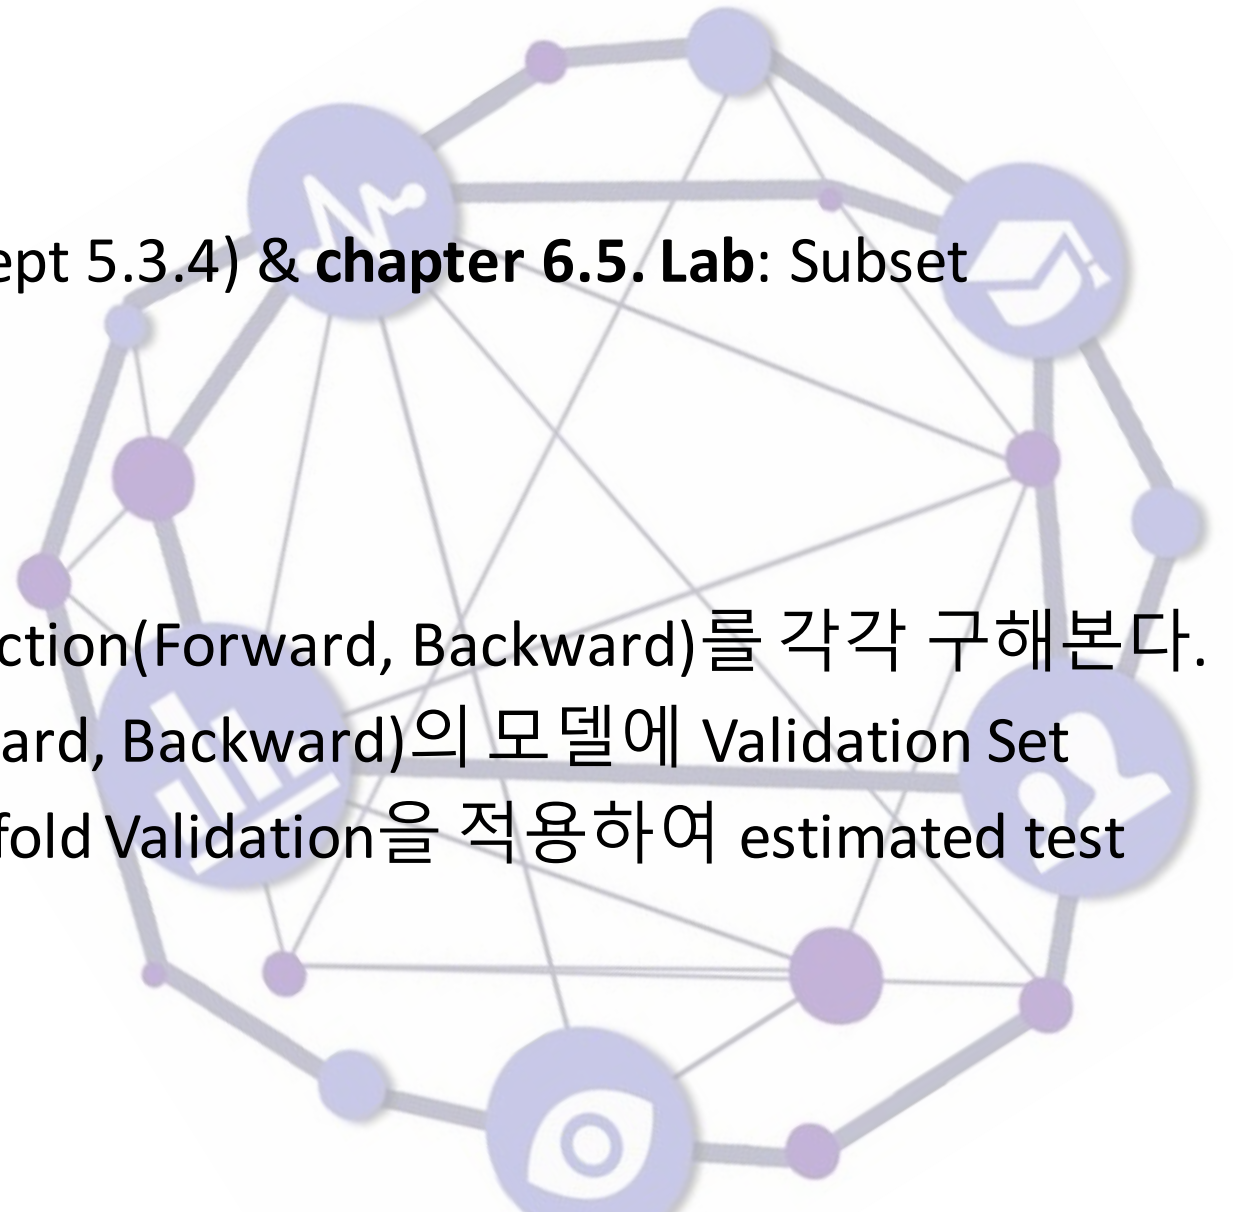 ept 5.3.4) & chapter 6.5. Lab: Subset
ction(Forward, Backward)를 각각 구해본다.
ard, Backward)의 모델에 Validation Set
fold Validation을 적용하여 estimated test